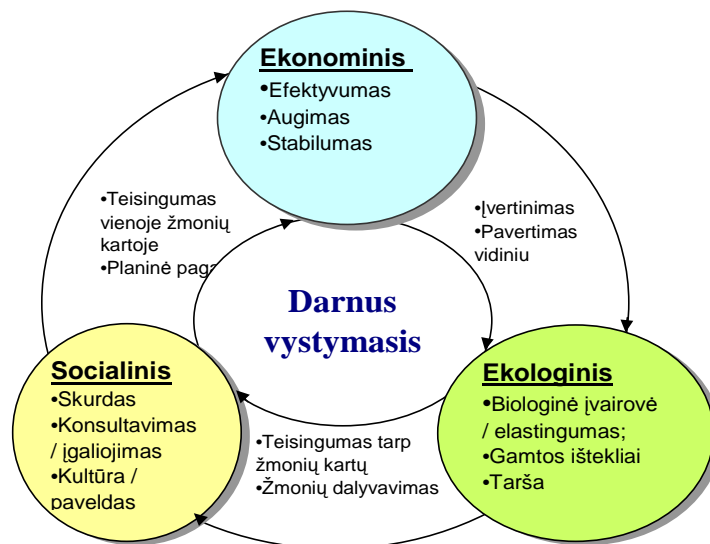 Ekonominis
•Efektyvumas
•Augimas
•Stabilumas
•Teisingumas
vienoje žmonių
kartoje
•Planinė
•Įvertinimas
•Pavertimas
vidiniu
Darnus
vystymasis
Socialinis
•Skurdas
•Konsultavimas
/ įgaliojimas
•Kultūra /
paveldas
Ekologinis
•Biologinė įvairovė
/ elastingumas;
•Gamtos ištekliai
•Tarša
•Teisingumas tarp
žmonių kartų
•Žmonių dalyvavimas